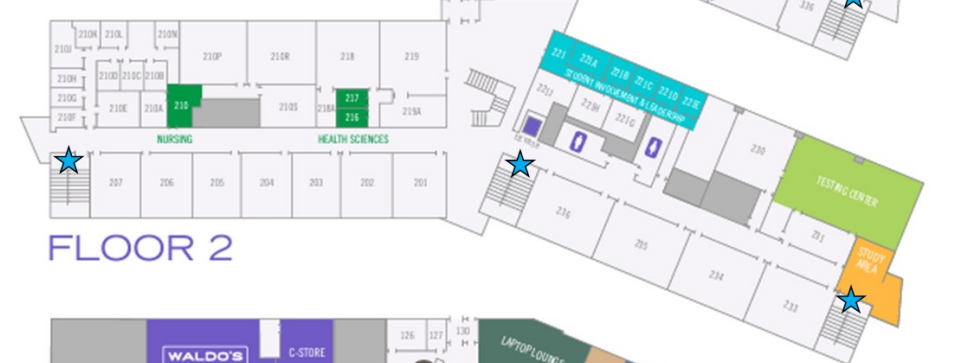 336
210K 210L 210N
210J
210P 210R 218 219
221 221A 221B 221C 221D 221E
STUDENT INVOLVEMENT & LEADERSHIP
210H
210D 210C 210B
210G
210F
210E 210A 210
210S
218A 217
216
219A
221J
221H
221G
NURSING
HEALTH SCIENCES
230
TESTING CENTER
207 206 205 204 203 202 201
236
235
234
233
231
STUDY
AREA
FLOOR 2
WALDO'S
C-STORE
126 127 130
LAPTOP LOUNGE